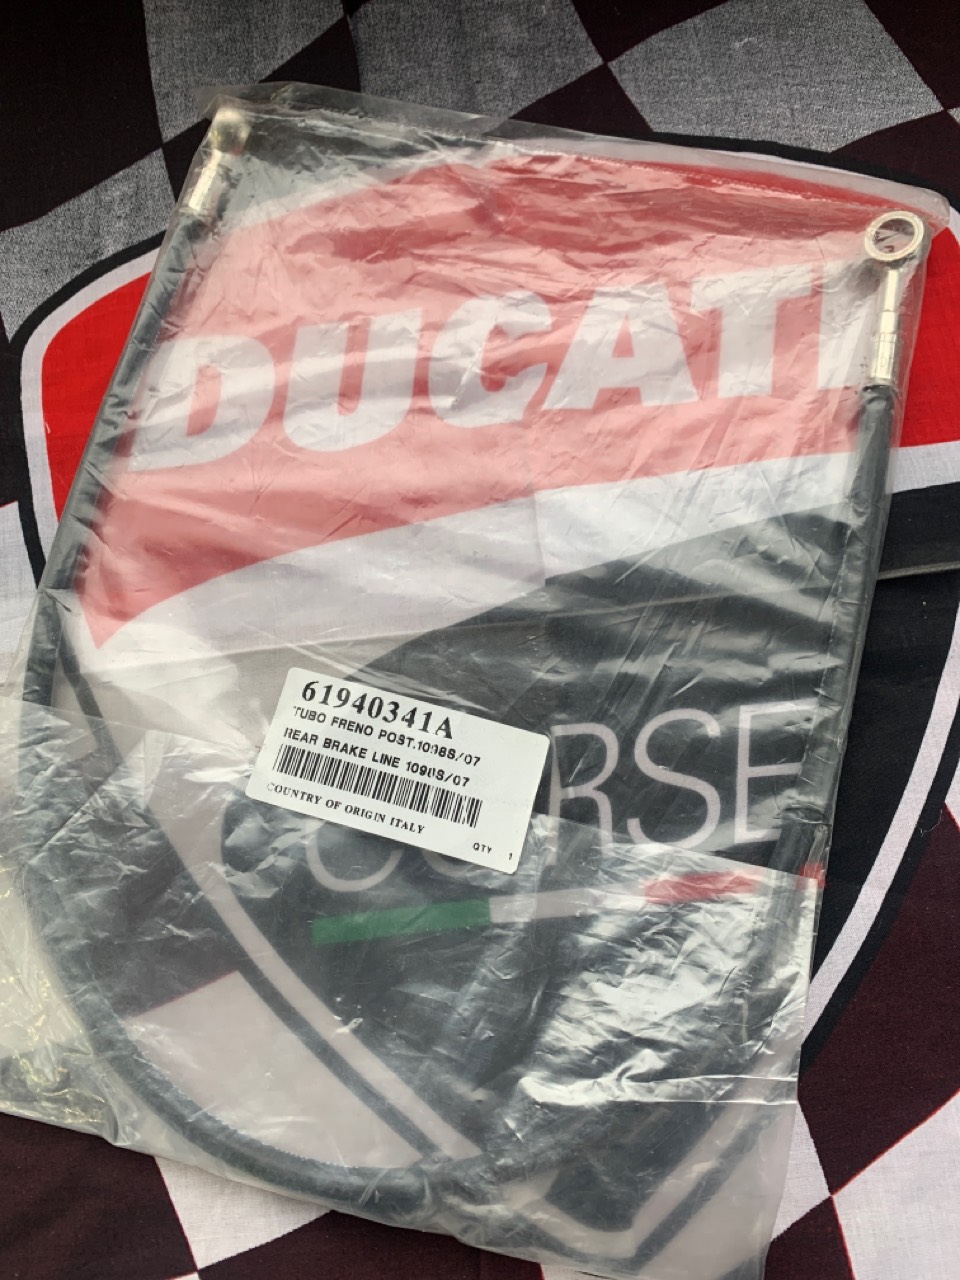 DUCATI
CORSE
61940341A
TUBO FRENO POST.1098S/07
REAR BRAKE LINE 1098S/07
COUNTRY OF ORIGIN ITALY
QTY 1